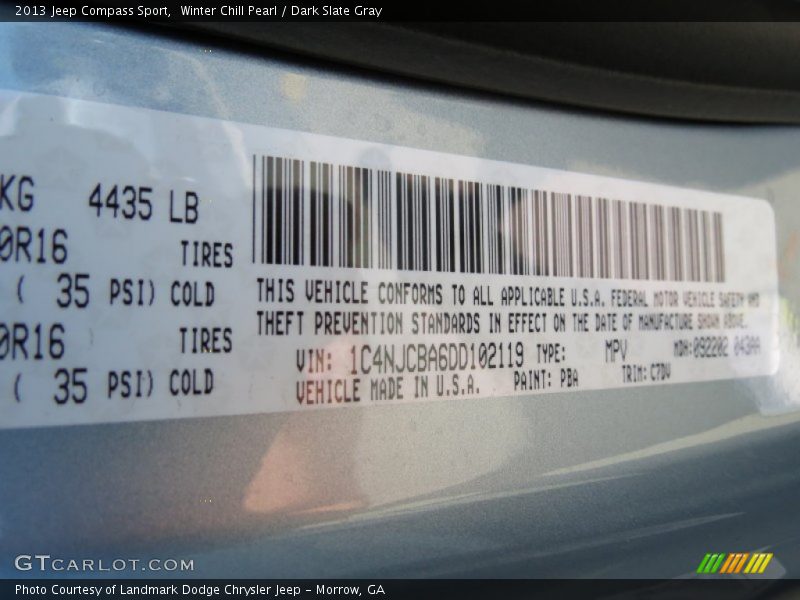 2013 Jeep Compass Sport, Winter Chill Pearl / Dark Slate Gray
KG 4435 LB
0R16 TIRES
( 35 PSI) COLD
0R16 TIRES
( 35 PSI) COLD
THIS VEHICLE CONFORMS TO ALL APPLICABLE U.S.A. FEDERAL MOTOR VEHICLE SAFETY AND
THEFT PREVENTION STANDARDS IN EFFECT ON THE DATE OF MANUFACTURE SHOWN ABOVE.
VIN: 1C4NJCBA6DD102119 TYPE: MPV MDH:092202 043AA
VEHICLE MADE IN U.S.A. PAINT: PBA TRIM: C7DV
GTCARLOT.COM
Photo Courtesy of Landmark Dodge Chrysler Jeep - Morrow, GA